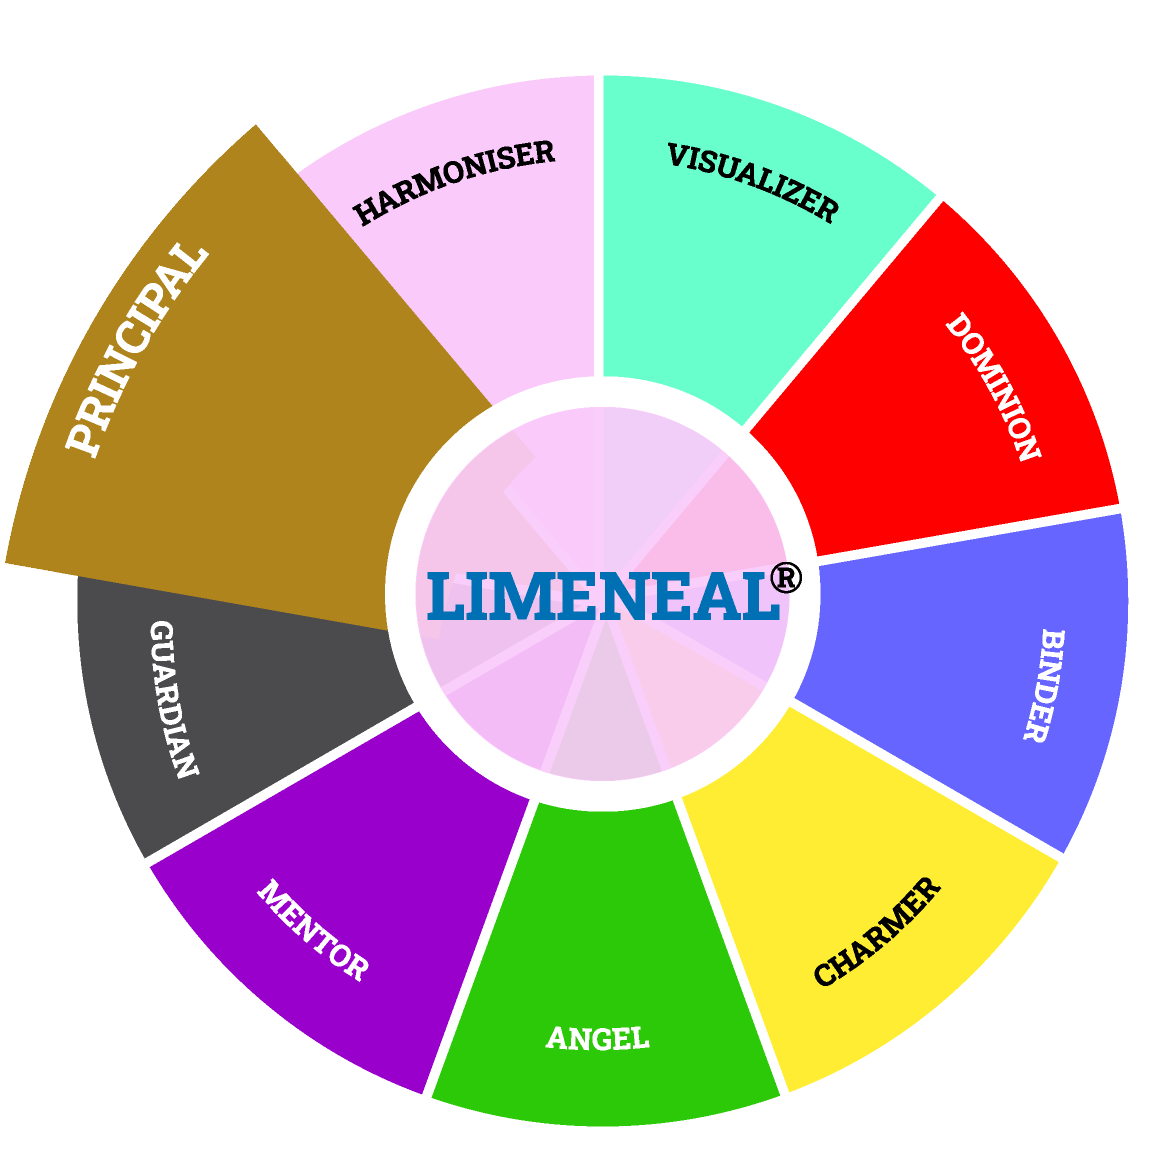 HARMONISER
VISUALIZER
DOMINION
BINDER
CHARMER
ANGEL
MENTOR
GUARDIAN
PRINCIPAL
LIMENEAL®